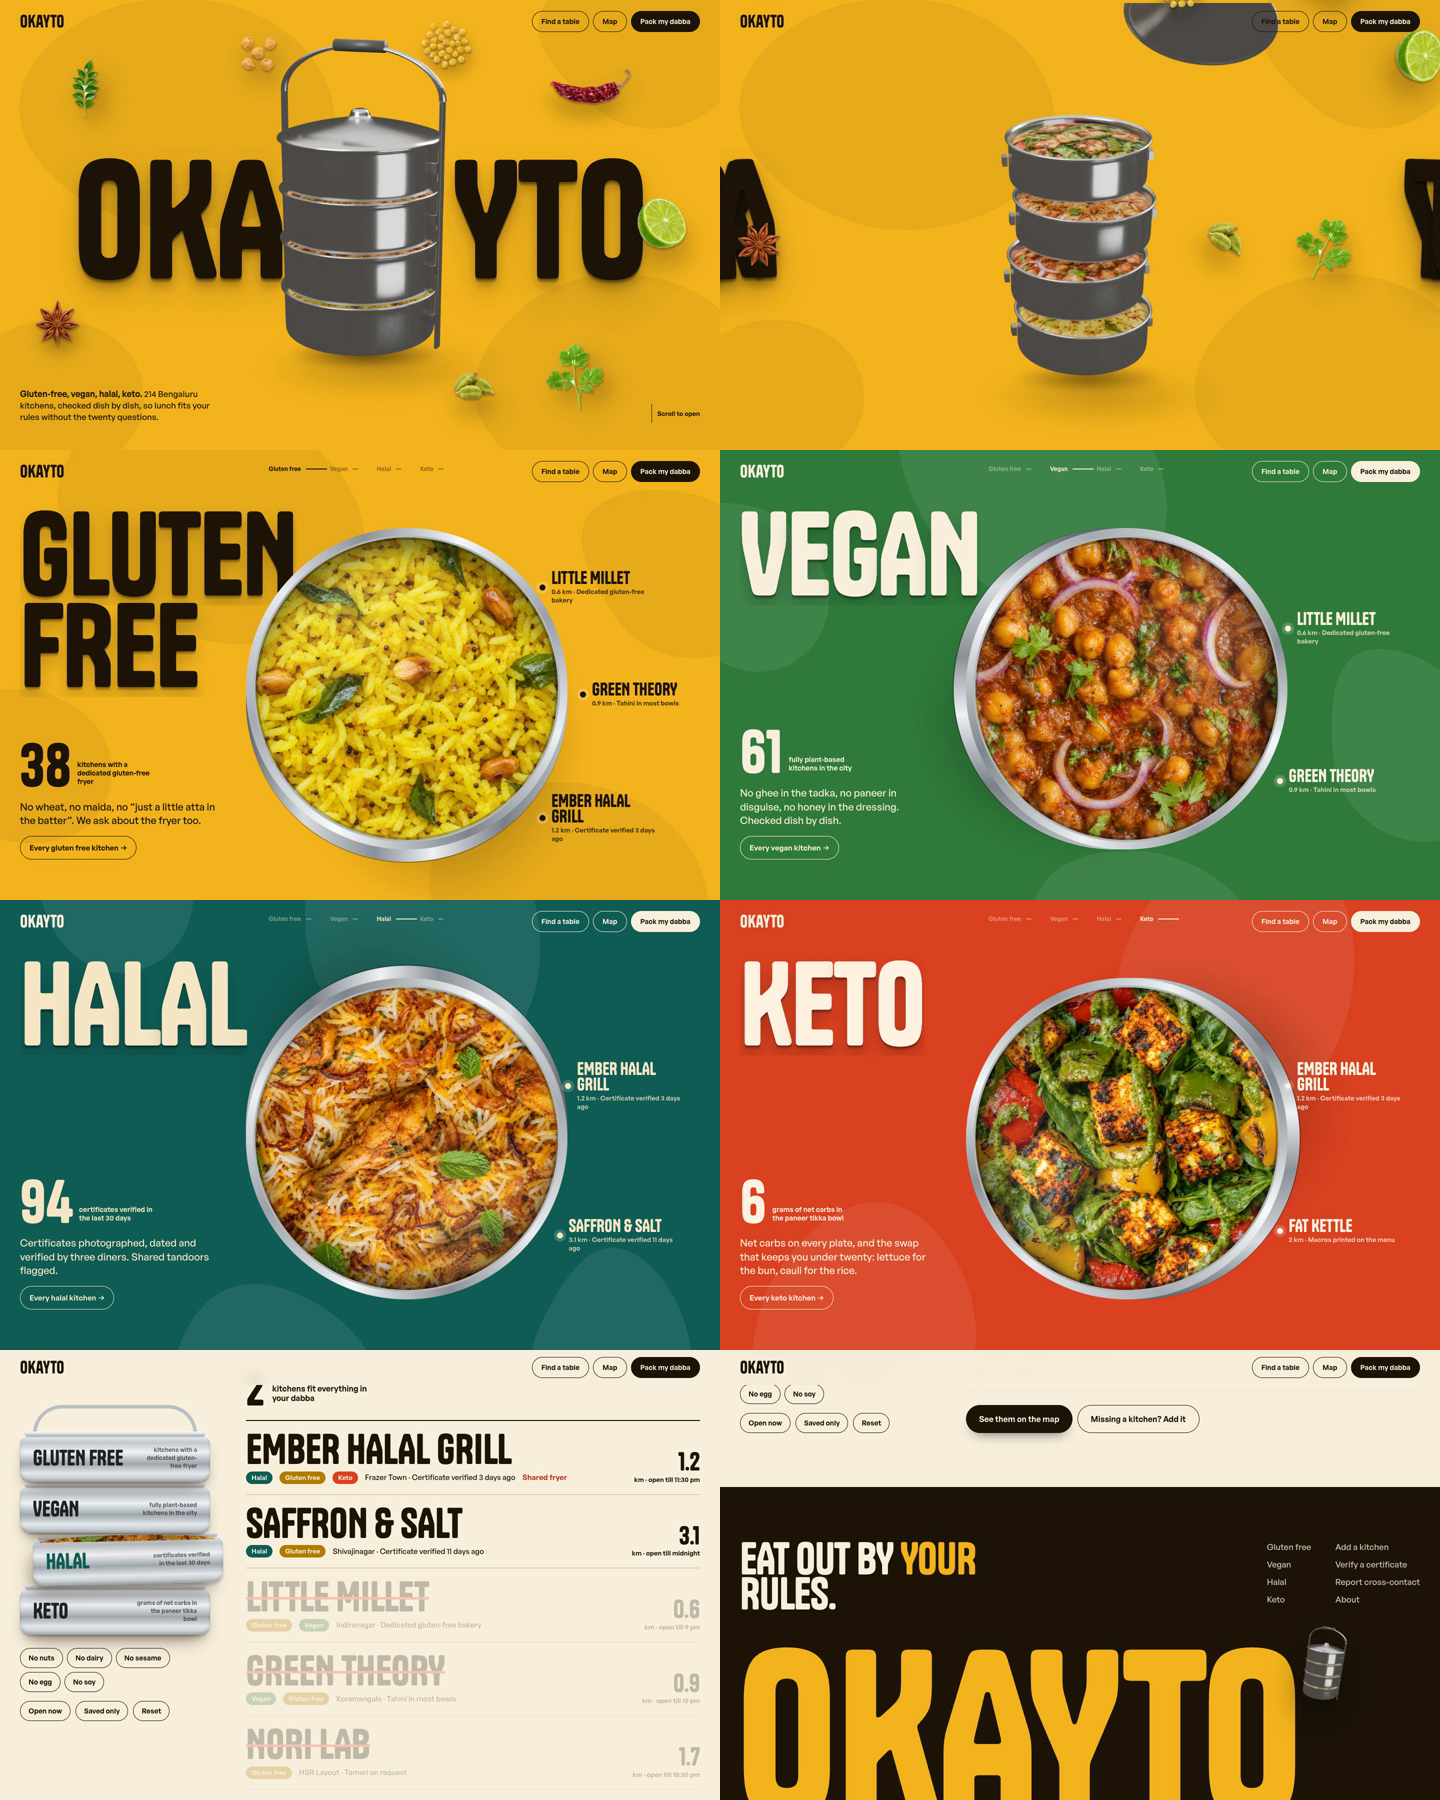 OKAYTO
Find a table
Map
Pack my dabba
OKAYTO
Gluten-free, vegan, halal, keto. 214 Bengaluru
kitchens, checked dish by dish, so lunch fits your
rules without the twenty questions.
Scroll to open
OKAYTO
Find a table
Map
Pack my dabba
A
Y
OKAYTO
Gluten free
Vegan
Halal
Keto
Find a table
Map
Pack my dabba
GLUTEN
FREE
LITTLE MILLET
0.6 km · Dedicated gluten-free
bakery
GREEN THEORY
0.9 km · Tahini in most bowls
38 kitchens with a
dedicated gluten-free
fryer
No wheat, no maida, no “just a little atta in
the batter”. We ask about the fryer too.
EMBER HALAL
GRILL
1.2 km · Certificate verified 3 days
ago
Every gluten free kitchen →
OKAYTO
Gluten free
Vegan
Halal
Keto
Find a table
Map
Pack my dabba
VEGAN
LITTLE MILLET
0.6 km · Dedicated gluten-free
bakery
61 fully plant-based
kitchens in the city
GREEN THEORY
0.9 km · Tahini in most bowls
No ghee in the tadka, no paneer in
disguise, no honey in the dressing.
Checked dish by dish.
Every vegan kitchen →
OKAYTO
Gluten free
Vegan
Halal
Keto
Find a table
Map
Pack my dabba
HALAL
EMBER HALAL
GRILL
1.2 km · Certificate verified 3 days
ago
94 certificates verified in
the last 30 days
SAFFRON & SALT
3.1 km · Certificate verified 11 days
ago
Certificates photographed, dated and
verified by three diners. Shared tandoors
flagged.
Every halal kitchen →
OKAYTO
Gluten free
Vegan
Halal
Keto
Find a table
Map
Pack my dabba
KETO
EMBER HALAL
GRILL
1.2 km · Certificate verified 3 days
ago
6 grams of net carbs in
the paneer tikka bowl
FAT KETTLE
2 km · Macros printed on the menu
Net carbs on every plate, and the swap
that keeps you under twenty: lettuce for
the bun, cauli for the rice.
Every keto kitchen →
OKAYTO
Find a table
Map
Pack my dabba
kitchens fit everything in
your dabba
GLUTEN FREE
kitchens with a
dedicated gluten-
free fryer
VEGAN
fully plant-based
kitchens in the city
HALAL
certificates verified
in the last 30 days
KETO
grams of net carbs in
the paneer tikka
bowl
No nuts
No dairy
No sesame
No egg
No soy
Open now
Saved only
Reset
EMBER HALAL GRILL
1.2
Halal
Gluten free
Keto
Frazer Town · Certificate verified 3 days ago
Shared fryer
km · open till 11:30 pm
SAFFRON & SALT
3.1
Halal
Gluten free
Shivajinagar · Certificate verified 11 days ago
km · open till midnight
LITTLE MILLET
0.6
Gluten free
Vegan
Indiranagar · Dedicated gluten-free bakery
km · open till 9 pm
GREEN THEORY
0.9
Vegan
Gluten free
Koramangala · Tahini in most bowls
km · open till 10 pm
NORI LAB
1.7
Gluten free
HSR Layout · Tamari on request
km · open till 10:30 pm
OKAYTO
Find a table
Map
Pack my dabba
No egg
No soy
Open now
Saved only
Reset
See them on the map
Missing a kitchen? Add it
EAT OUT BY YOUR
RULES.
Gluten free
Vegan
Halal
Keto
Add a kitchen
Verify a certificate
Report cross-contact
About
OKAYTO